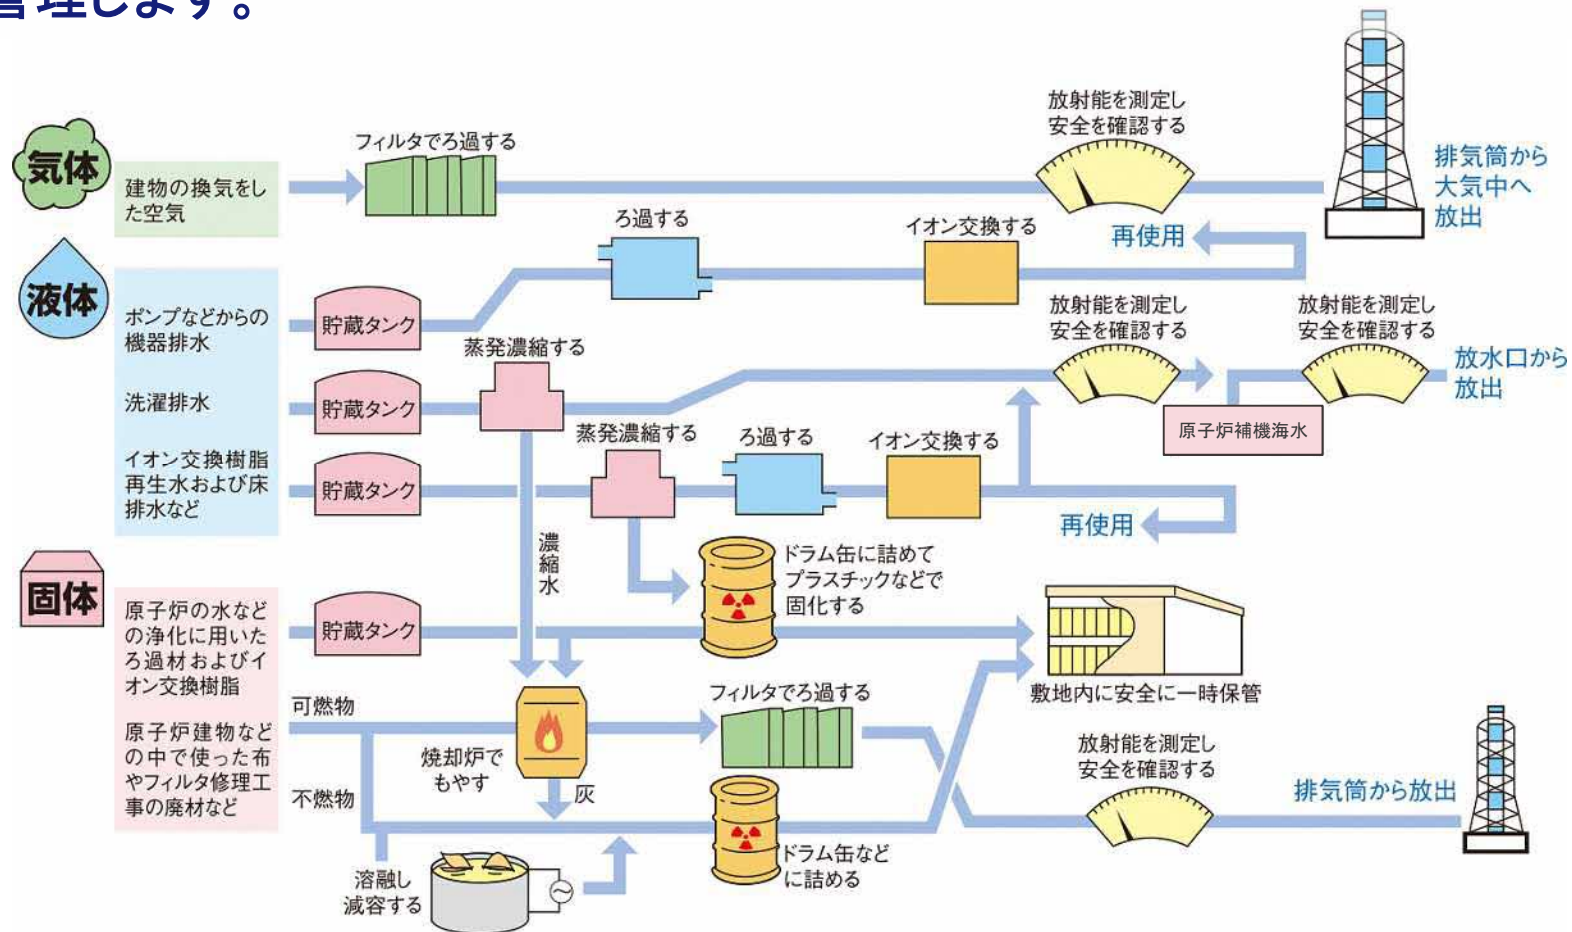 管理します。
気体
建物の換気をし
た空気
フィルタでろ過する
放射能を測定し
安全を確認する
排気筒から
大気中へ
放出
液体
ポンプなどからの
機器排水
貯蔵タンク
ろ過する
イオン交換する
再使用
洗濯排水
貯蔵タンク
蒸発濃縮する
放射能を測定し
安全を確認する
原子炉補機海水
放射能を測定し
安全を確認する
放水口から
放出
イオン交換樹脂
再生水および床
排水など
貯蔵タンク
蒸発濃縮する
ろ過する
イオン交換する
再使用
濃縮水
ドラム缶に詰めて
プラスチックなどで
固化する
固体
原子炉の水など
の浄化に用いた
ろ過材およびイ
オン交換樹脂
貯蔵タンク
敷地内に安全に一時保管
原子炉建物など
の中で使った布
やフィルタ修理工
事の廃材など
可燃物
不燃物
焼却炉で
もやす
灰
フィルタでろ過する
放射能を測定し
安全を確認する
排気筒から放出
溶融し
減容する
ドラム缶など
に詰める